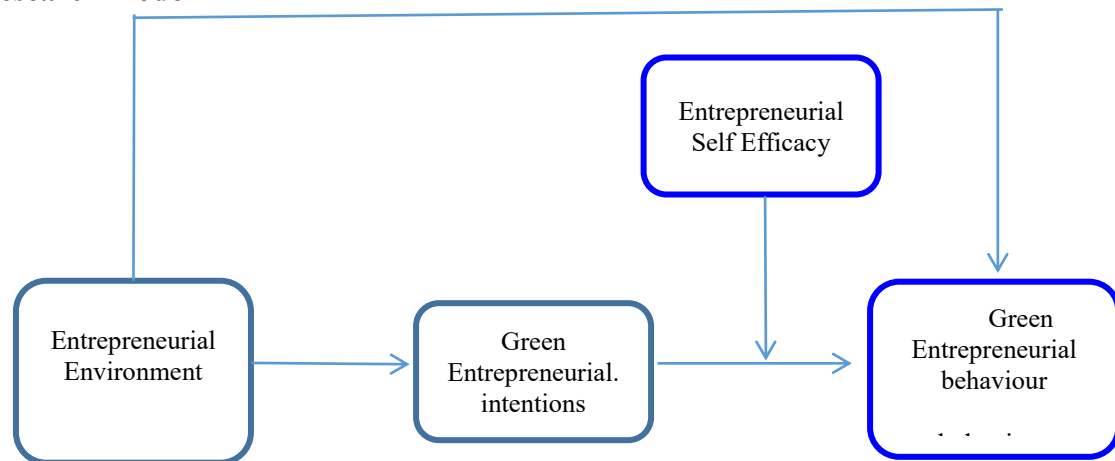 Entrepreneurial
Self Efficacy
Entrepreneurial
Environment
Green
Entrepreneurial.
intentions
Green
Entrepreneurial
behaviour